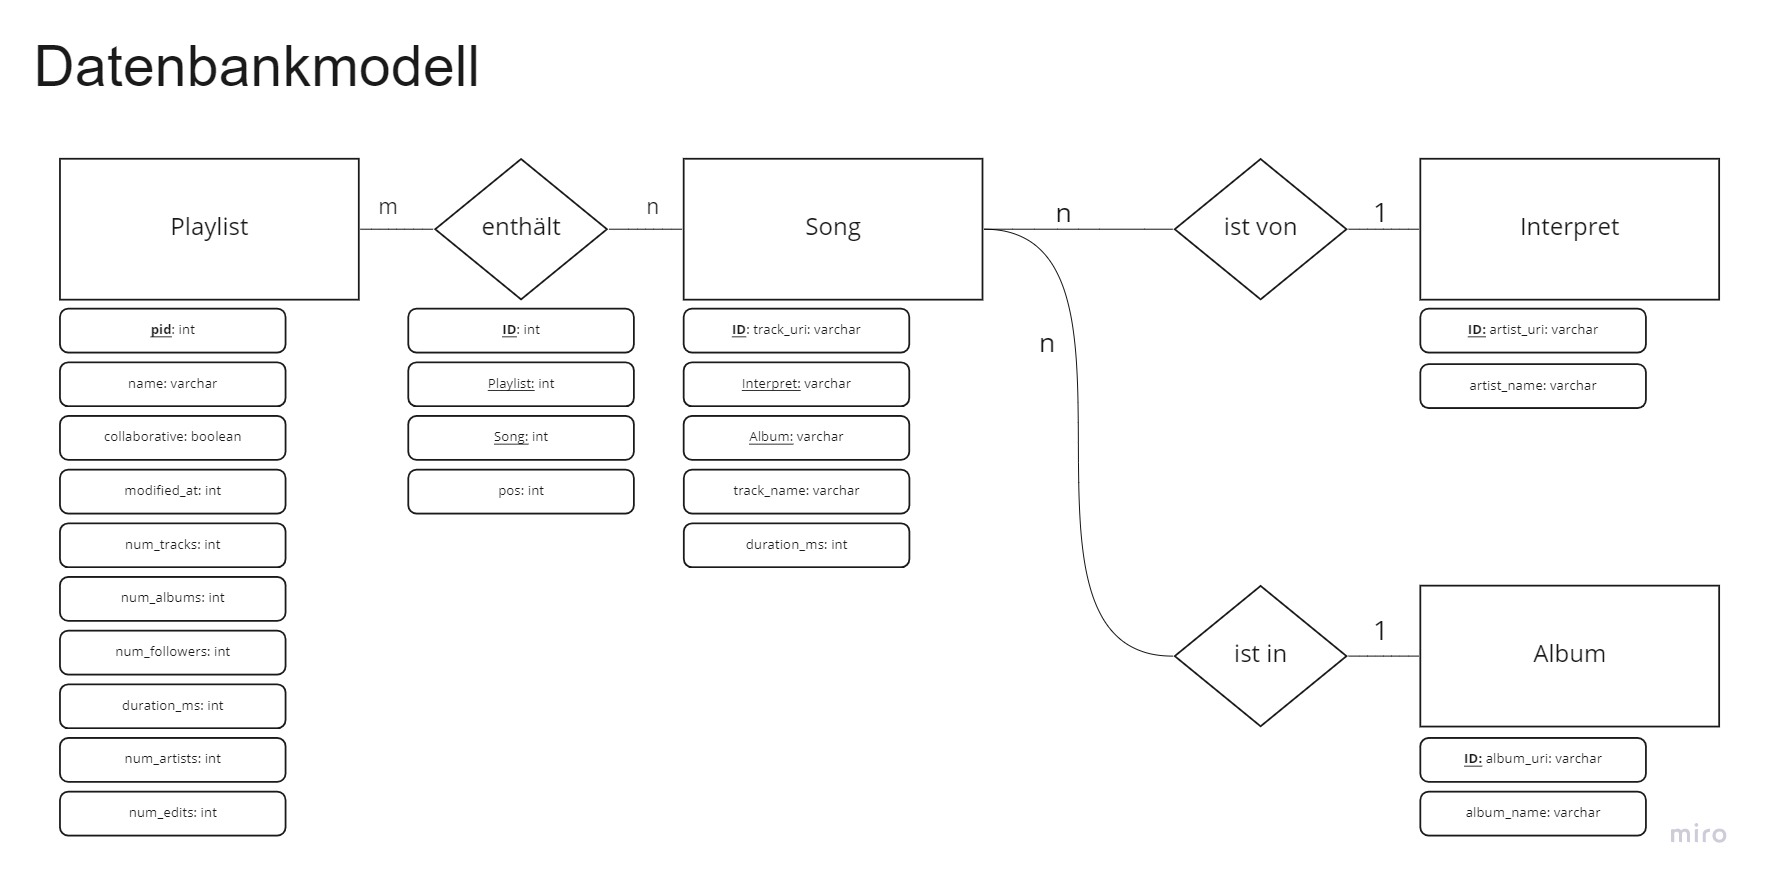 Datenbankmodell
Playlist
m
enthält
n
Song
n
ist von
1
Interpret
pid: int
name: varchar
collaborative: boolean
modified_at: int
num_tracks: int
num_albums: int
num_followers: int
duration_ms: int
num_artists: int
num_edits: int
ID: int
Playlist: int
Song: int
pos: int
ID: track_uri: varchar
Interpret: varchar
Album: varchar
track_name: varchar
duration_ms: int
ID: artist_uri: varchar
artist_name: varchar
n
ist in
1
Album
ID: album_uri: varchar
album_name: varchar
miro